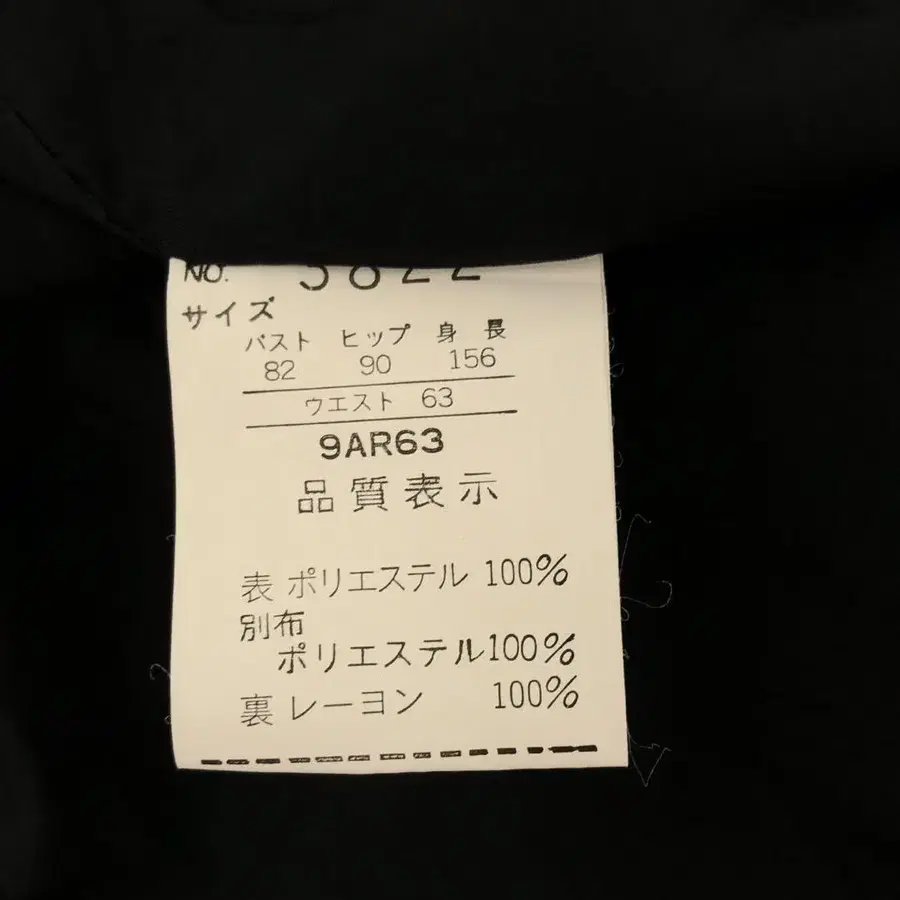 NO. 3822
サイズ
バスト ヒップ 身長
82 90 156
ウエスト 63
9AR63
品質表示
表 ポリエステル 100%
別布
ポリエステル100%
裏 レーヨン 100%